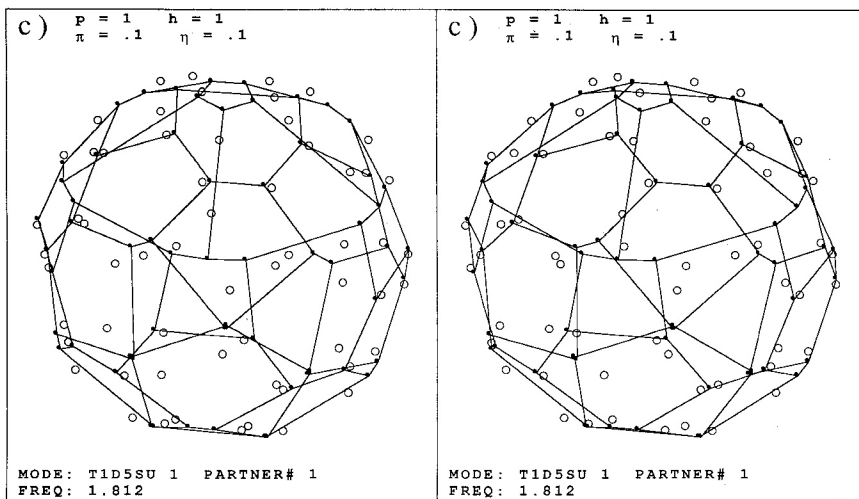 c) p = 1 h = 1
π = .1 η = .1
MODE: T1D5SU 1 PARTNER# 1
FREQ: 1.812
c) p = 1 h = 1
π = .1 η = .1
MODE: T1D5SU 1 PARTNER# 1
FREQ: 1.812